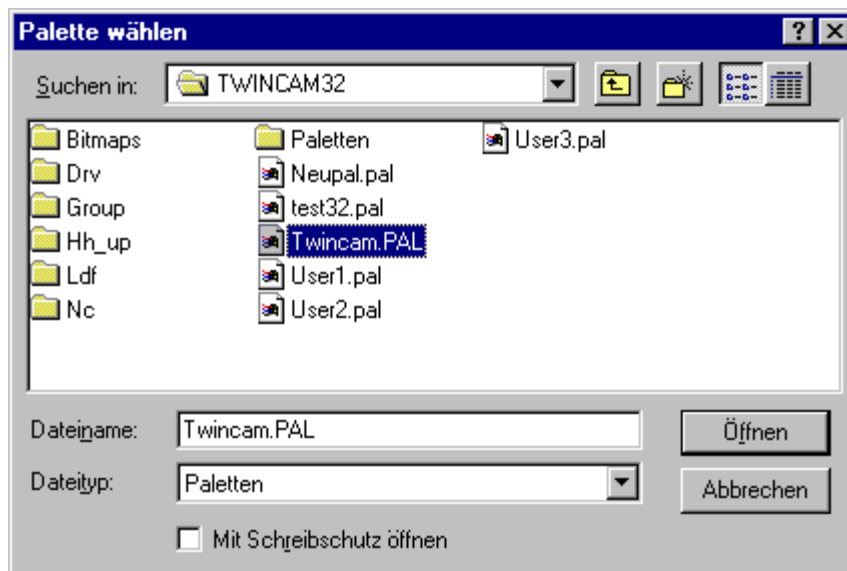 Palette wählen
Suchen in: TWINCAM32
Bitmaps
Drv
Group
Hh_up
Ldf
Nc
Paletten
Neupal.pal
test32.pal
Twincam.PAL
User1.pal
User2.pal
User3.pal
Dateiname: Twincam.PAL Öffnen
Dateityp: Paletten Abbrechen
Mit Schreibschutz öffnen